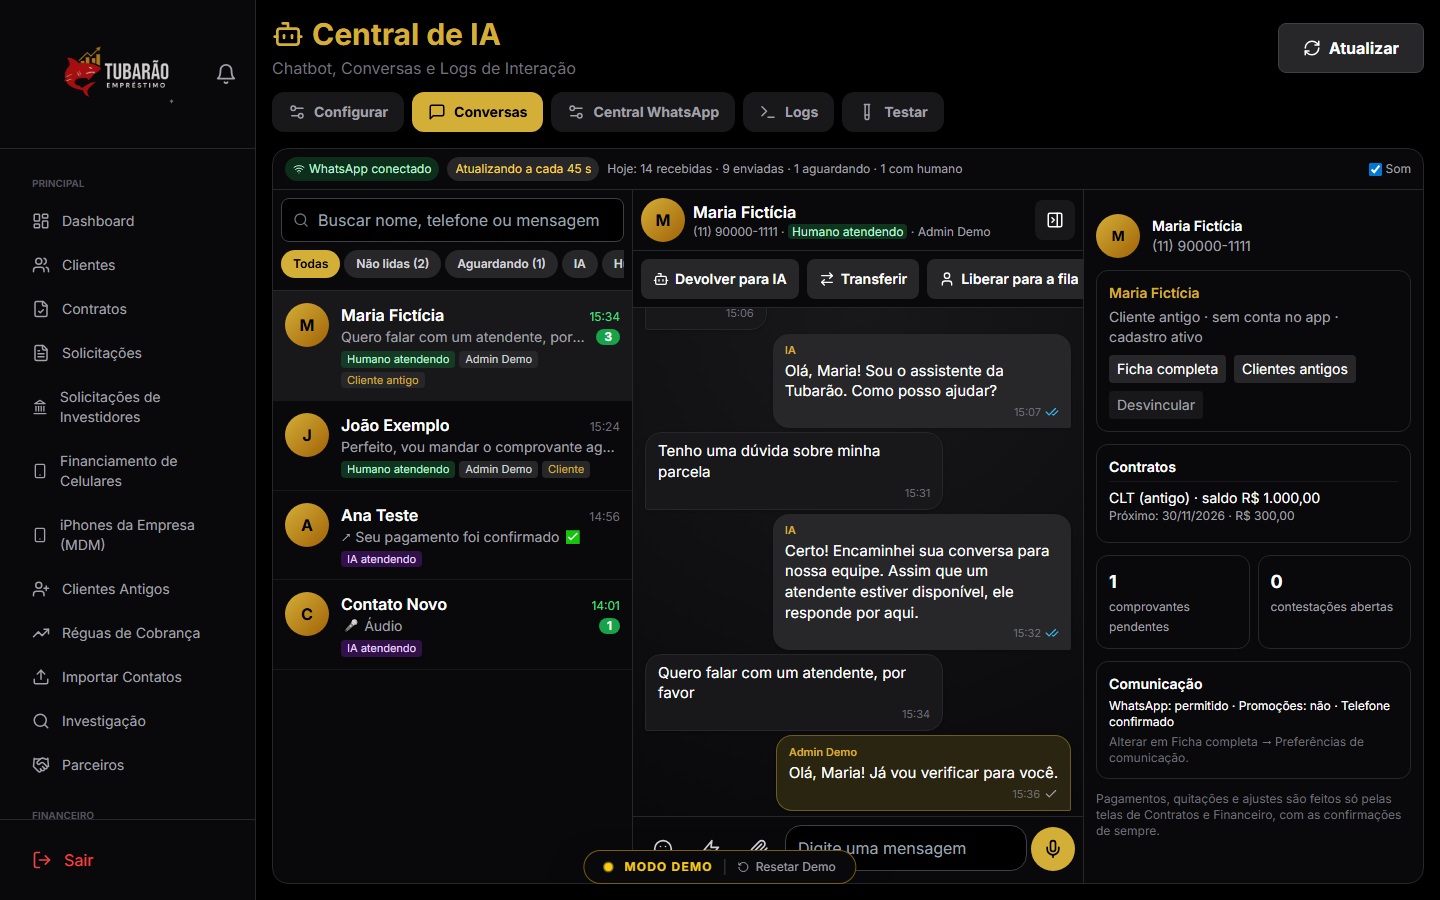 TUBARÃO
EMPRÉSTIMO
PRINCIPAL
Dashboard
Clientes
Contratos
Solicitações
Solicitações de
Investidores
Financiamento de
Celulares
iPhones da Empresa
(MDM)
Clientes Antigos
Réguas de Cobrança
Importar Contatos
Investigação
Parceiros
FINANCEIRO
Sair
Central de IA
Chatbot, Conversas e Logs de Interação
Atualizar
Configurar
Conversas
Central WhatsApp
Logs
Testar
WhatsApp conectado
Atualizando a cada 45 s
Hoje: 14 recebidas · 9 enviadas · 1 aguardando · 1 com humano
Som
Buscar nome, telefone ou mensagem
Todas
Não lidas (2)
Aguardando (1)
IA
M
Maria Fictícia
15:34
Quero falar com um atendente, por...
3
Humano atendendo
Admin Demo
Cliente antigo
J
João Exemplo
15:24
Perfeito, vou mandar o comprovante ag...
Humano atendendo
Admin Demo
Cliente
A
Ana Teste
14:56
↗ Seu pagamento foi confirmado ✅
IA atendendo
C
Contato Novo
14:01
🎤 Áudio
1
IA atendendo
M
Maria Fictícia
(11) 90000-1111 · Humano atendendo · Admin Demo
Devolver para IA
Transferir
Liberar para a fila
15:06
IA
Olá, Maria! Sou o assistente da
Tubarão. Como posso ajudar?
15:07
Tenho uma dúvida sobre minha
parcela
15:31
IA
Certo! Encaminhei sua conversa para
nossa equipe. Assim que um
atendente estiver disponível, ele
responde por aqui.
15:32
Quero falar com um atendente, por
favor
15:34
Admin Demo
Olá, Maria! Já vou verificar para você.
15:36
Digite uma mensagem
MODO DEMO
Resetar Demo
M
Maria Fictícia
(11) 90000-1111
Maria Fictícia
Cliente antigo · sem conta no app ·
cadastro ativo
Ficha completa
Clientes antigos
Desvincular
Contratos
CLT (antigo) · saldo R$ 1.000,00
Próximo: 30/11/2026 · R$ 300,00
1
comprovantes
pendentes
0
contestações abertas
Comunicação
WhatsApp: permitido · Promoções: não · Telefone
confirmado
Alterar em Ficha completa → Preferências de
comunicação.
Pagamentos, quitações e ajustes são feitos só pelas
telas de Contratos e Financeiro, com as confirmações
de sempre.